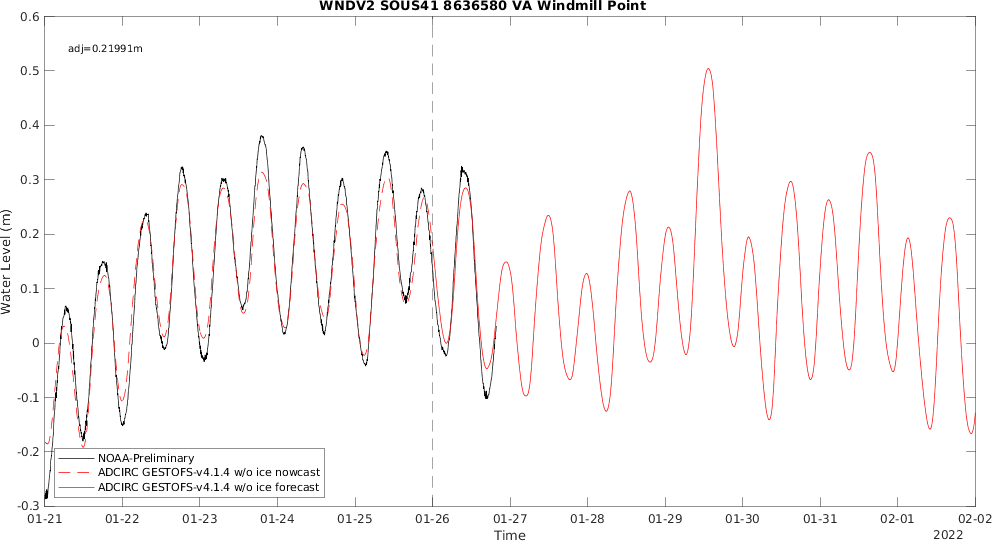 WNDV2 SOUS41 8636580 VA Windmill Point
adj=0.21991m
Water Level (m)
0.6
0.5
0.4
0.3
0.2
0.1
0
-0.1
-0.2
-0.3
NOAA-Preliminary
ADCIRC GESTOFS-v4.1.4 w/o ice nowcast
ADCIRC GESTOFS-v4.1.4 w/o ice forecast
01-21 01-22 01-23 01-24 01-25 01-26 01-27 01-28 01-29 01-30 01-31 02-01 02-02
Time
2022